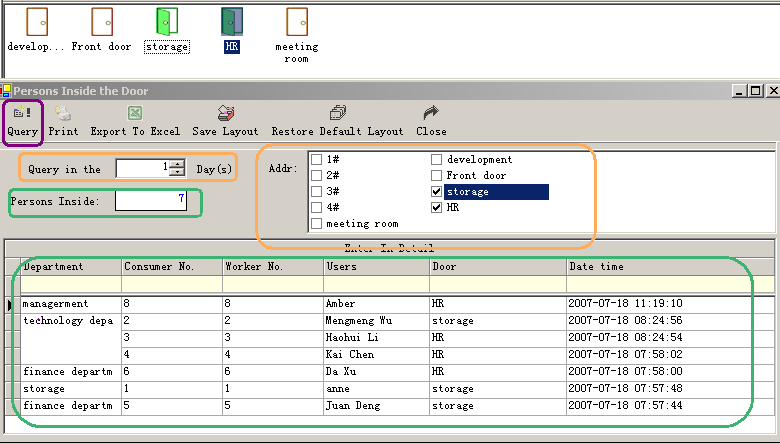 develop... Front door storage HR meeting
room
Persons Inside the Door
Query Print Export To Excel Save Layout Restore Default Layout Close
Query in the 1 Day(s)
Persons Inside: 7
Addr:
1# development
2# Front door
3# storage
4# HR
meeting room
Enter In Detail
Department Consumer No. Worker No. Users Door Date time
managerment 8 8 Amber HR 2007-07-18 11:19:10
technology depa 2 2 Mengmeng Wu storage 2007-07-18 08:24:56
3 3 Haohui Li HR 2007-07-18 08:24:54
4 4 Kai Chen HR 2007-07-18 07:58:02
finance departm 6 6 Da Xu HR 2007-07-18 07:58:00
storage 1 1 anne storage 2007-07-18 07:57:48
finance departm 5 5 Juan Deng storage 2007-07-18 07:57:44